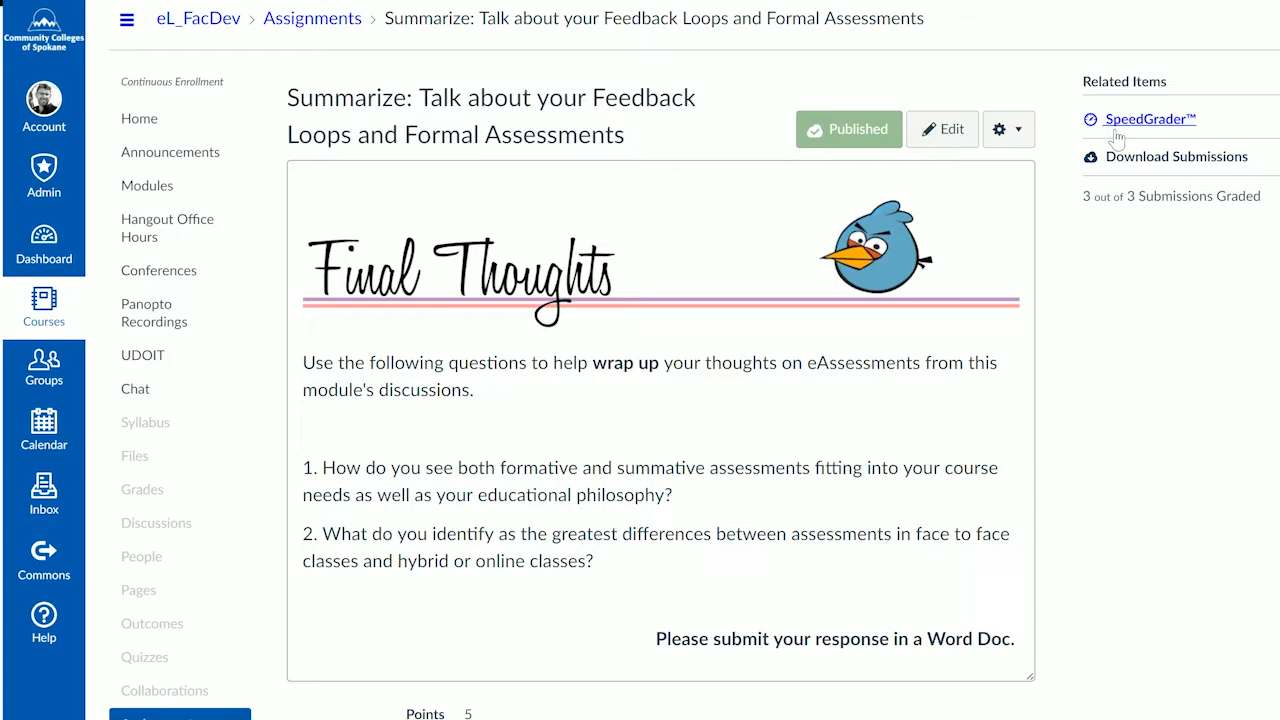 Community Colleges
of Spokane
Account
Admin
Dashboard
Courses
Groups
Calendar
Inbox
Commons
Help
eL_FacDev › Assignments › Summarize: Talk about your Feedback Loops and Formal Assessments
Continuous Enrollment
Home
Announcements
Modules
Hangout Office
Hours
Conferences
Panopto
Recordings
UDOIT
Chat
Syllabus
Files
Grades
Discussions
People
Pages
Outcomes
Quizzes
Collaborations
Summarize: Talk about your Feedback
Loops and Formal Assessments
Published
Edit
Final Thoughts
Use the following questions to help wrap up your thoughts on eAssessments from this
module's discussions.
1. How do you see both formative and summative assessments fitting into your course
needs as well as your educational philosophy?
2. What do you identify as the greatest differences between assessments in face to face
classes and hybrid or online classes?
Please submit your response in a Word Doc.
Points 5
Related Items
SpeedGrader™
Download Submissions
3 out of 3 Submissions Graded